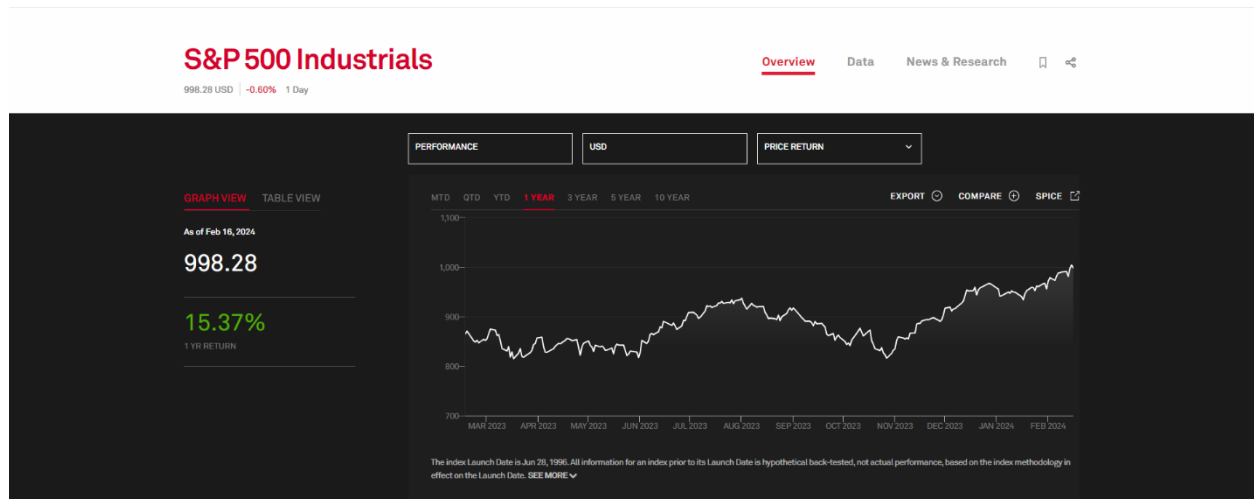 S&P 500 Industrials
998.28 USD -0.60% 1 Day
Overview Data News & Research
PERFORMANCE USD PRICE RETURN
GRAPH VIEW TABLE VIEW
As of Feb 16, 2024
998.28
15.37%
1 YR RETURN
MTD QTD YTD 1 YEAR 3 YEAR 5 YEAR 10 YEAR
EXPORT COMPARE SPICE
1,100
1,000
900
800
700
MAR 2023 APR 2023 MAY 2023 JUN 2023 JUL 2023 AUG 2023 SEP 2023 OCT 2023 NOV 2023 DEC 2023 JAN 2024 FEB 2024
The index Launch Date is Jun 28, 1996. All information for an index prior to its Launch Date is hypothetical back-tested, not actual performance, based on the index methodology in
effect on the Launch Date. SEE MORE